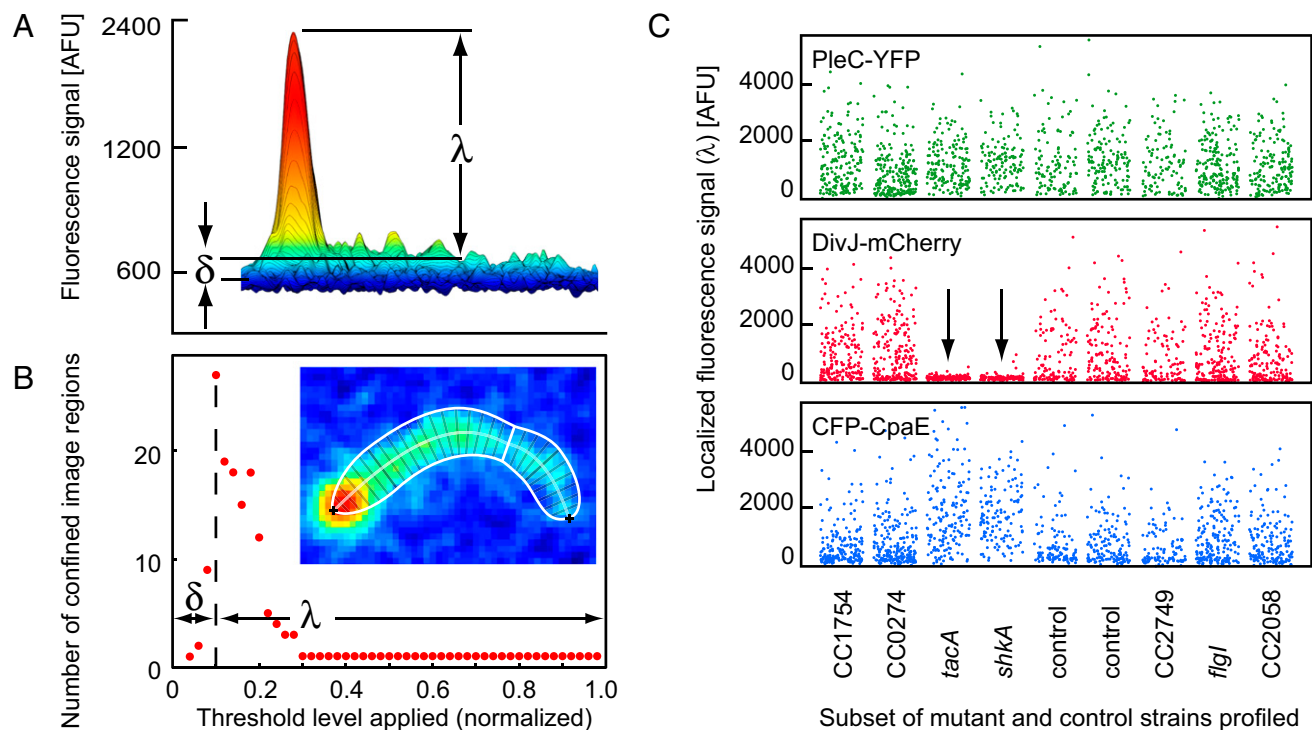 A
Fluorescence signal [AFU]
2400
1200
600
λ
δ
B
Number of confined image regions
20
10
0
δ
λ
0
0.2
0.4
0.6
0.8
1.0
Threshold level applied (normalized)
C
Localized fluorescence signal (λ) [AFU]
PleC-YFP
4000
2000
0
DivJ-mCherry
4000
2000
0
CFP-CpaE
4000
2000
0
CC1754
CC0274
tacA
shkA
control
control
CC2749
flgI
CC2058
Subset of mutant and control strains profiled